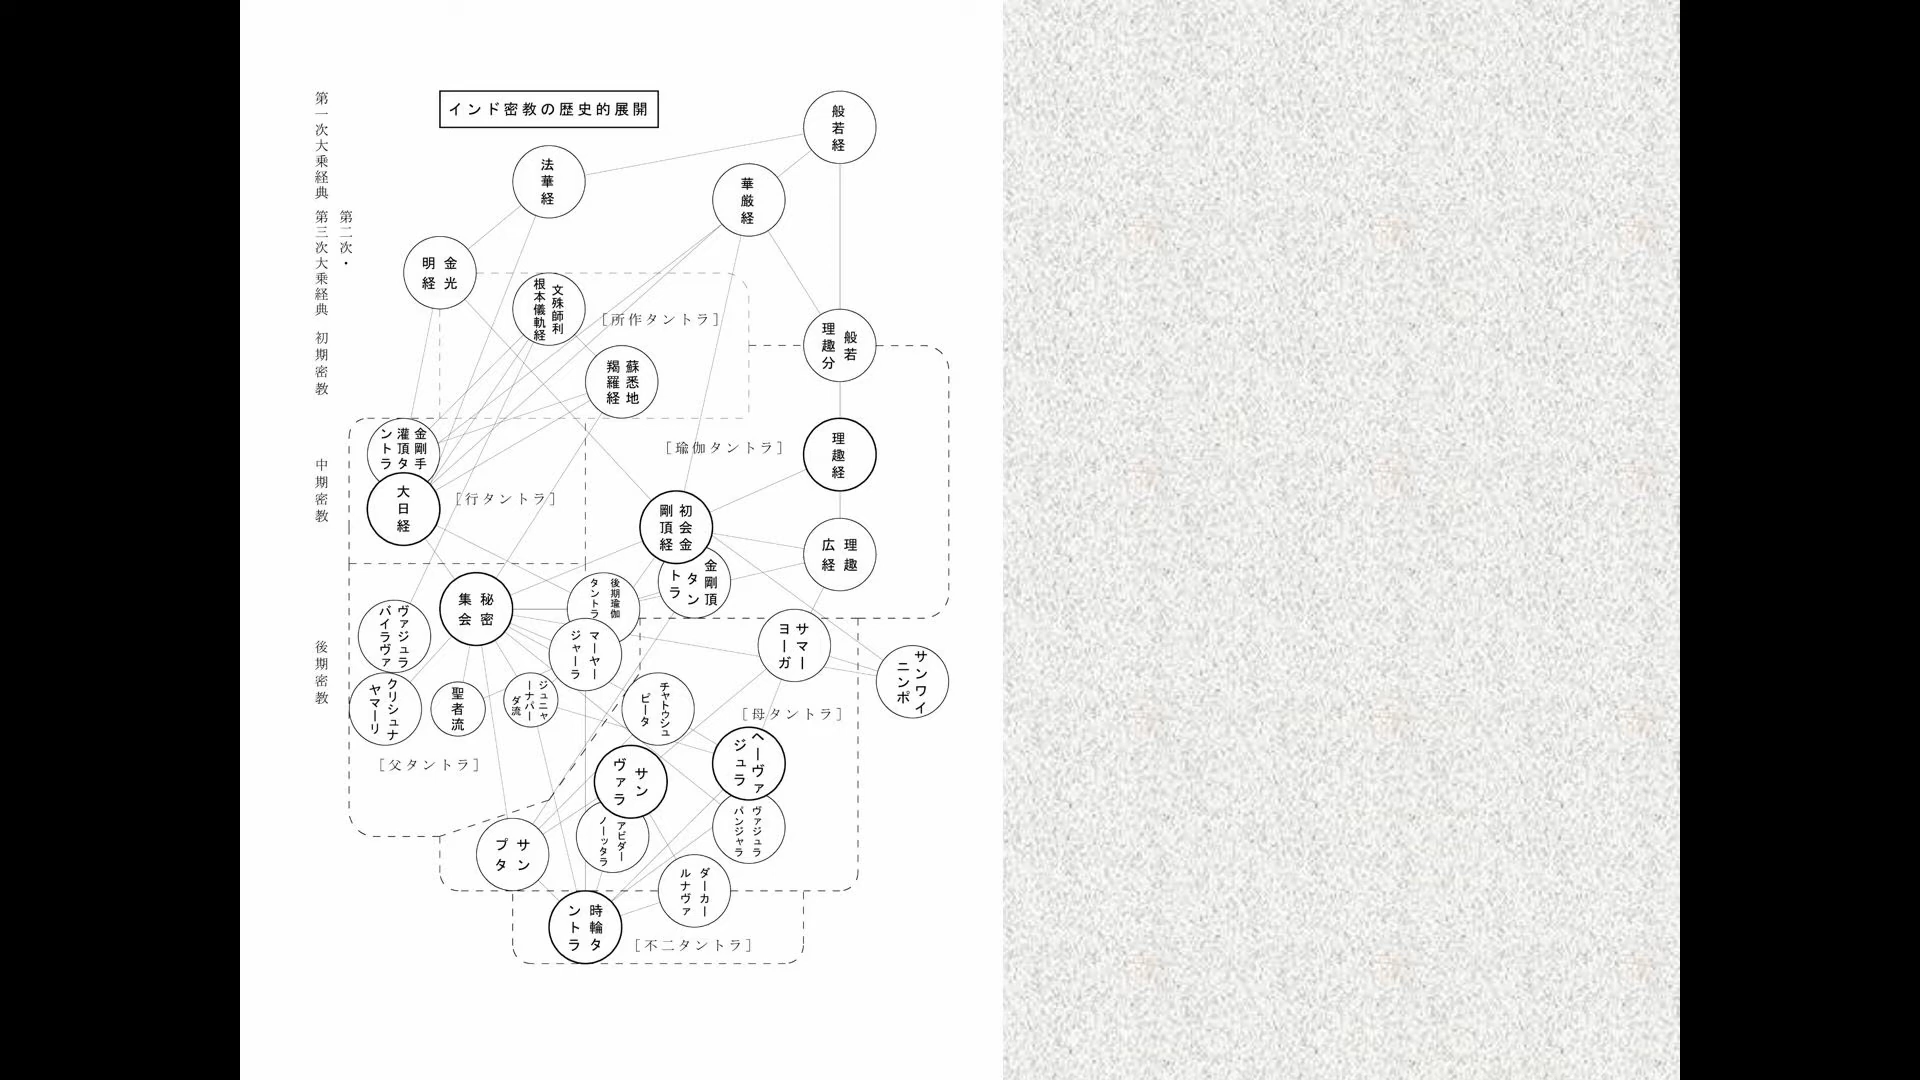 インド密教の歴史的展開
第一次大乗経典
第二次・
第三次大乗経典
初期密教
中期密教
後期密教
般若経
法華経
華厳経
金光明経
文殊師利根本儀軌経
［所作タントラ］
般若理趣分
蘇悉地羯羅経
金剛手灌頂タントラ
［瑜伽タントラ］
理趣経
大日経
［行タントラ］
初会金剛頂経
理趣広経
金剛頂タントラ
秘密集会
後期瑜伽タントラ
ヴァジュラバイラヴァ
マーヤージャーラ
サマーヨーガ
サンワイニンポ
クリシュナヤマーリ
聖者流
ジュニャーナパーダ流
チャトゥシュピータ
［母タントラ］
［父タントラ］
ヘーヴァジュラ
サンヴァラ
ヴァジュラパンジャラ
アビダーノーッタラ
サンプタ
ダーカールナヴァ
時輪タントラ
［不二タントラ］